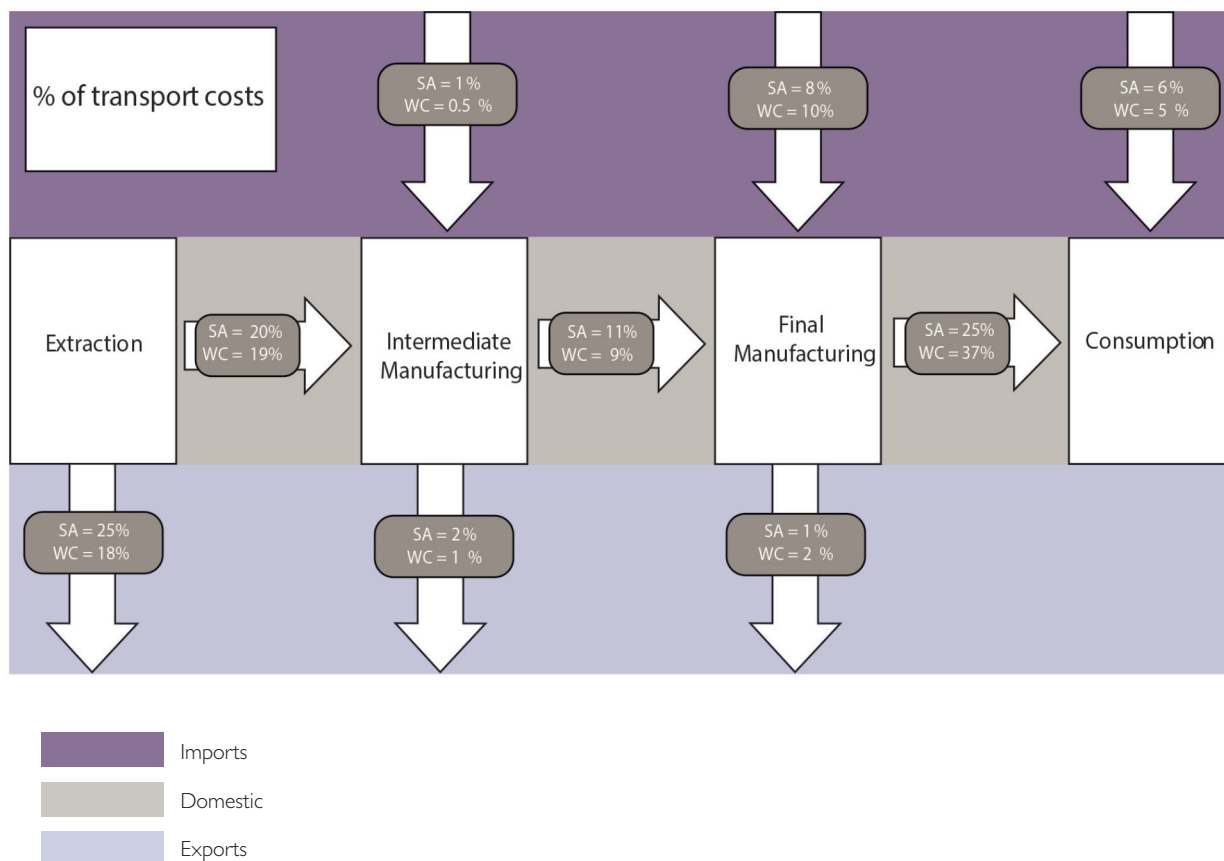 % of transport costs
SA = 1%
WC = 0.5 %
SA = 8%
WC = 10%
SA = 6%
WC = 5 %
Extraction
SA = 20%
WC = 19%
Intermediate
Manufacturing
SA = 11%
WC = 9%
Final
Manufacturing
SA = 25%
WC = 37%
Consumption
SA = 25%
WC = 18%
SA = 2%
WC = 1 %
SA = 1%
WC = 2 %
Imports
Domestic
Exports